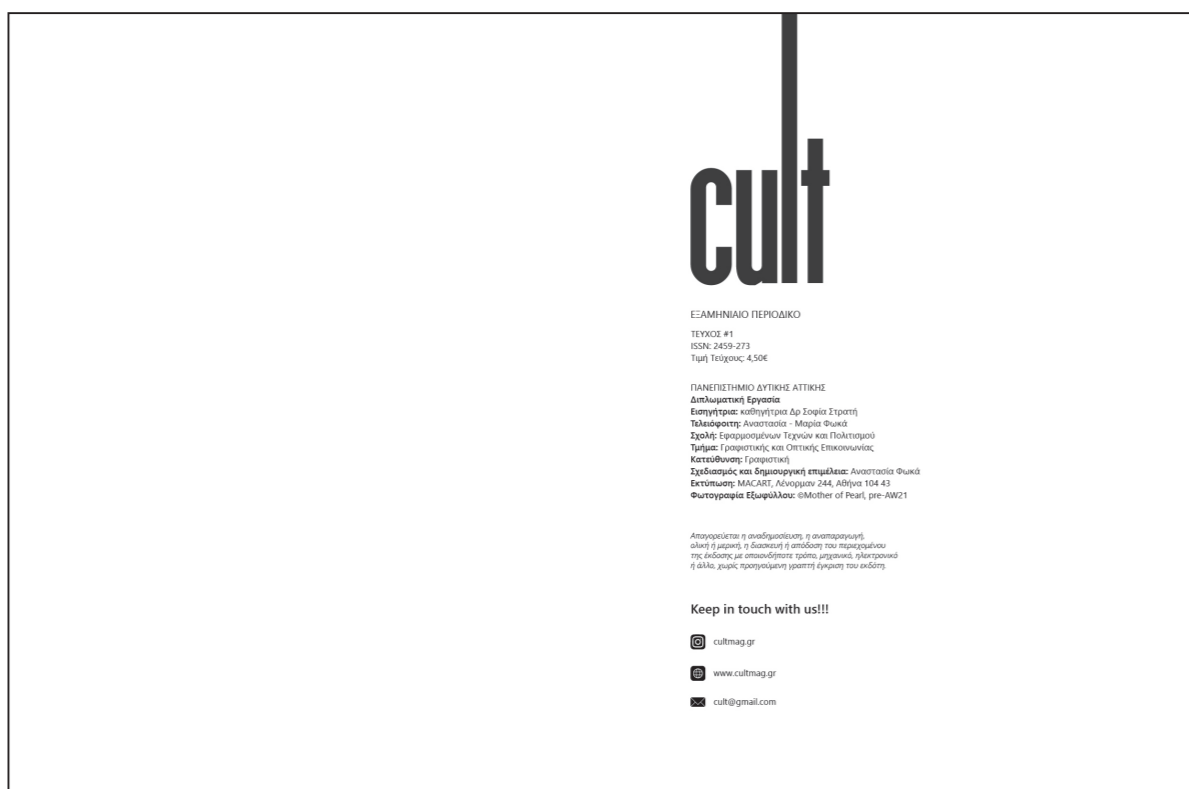 cult
ΕΞΑΜΗΝΙΑΙΟ ΠΕΡΙΟΔΙΚΟ
ΤΕΥΧΟΣ #1
ISSN: 2459-273
Τιμή Τεύχους: 4,50€
ΠΑΝΕΠΙΣΤΗΜΙΟ ΔΥΤΙΚΗΣ ΑΤΤΙΚΗΣ
Διπλωματική Εργασία
Εισηγήτρια: καθηγήτρια Δρ Σοφία Στρατή
Τελειόφοιτη: Αναστασία - Μαρία Φωκά
Σχολή: Εφαρμοσμένων Τεχνών και Πολιτισμού
Τμήμα: Γραφιστικής και Οπτικής Επικοινωνίας
Κατεύθυνση: Γραφιστική
Σχεδιασμός και δημιουργική επιμέλεια: Αναστασία Φωκά
Εκτύπωση: MACART, Λένορμαν 244, Αθήνα 104 43
Φωτογραφία Εξωφύλλου: ©Mother of Pearl, pre-AW21
Απαγορεύεται η αναδημοσίευση, η αναπαραγωγή,
ολική ή μερική, η διασκευή ή απόδοση του περιεχομένου
της έκδοσης με οποιονδήποτε τρόπο, μηχανικό, ηλεκτρονικό
ή άλλο, χωρίς προηγούμενη γραπτή έγκριση του εκδότη.
Keep in touch with us!!!
cultmag.gr
www.cultmag.gr
cult@gmail.com